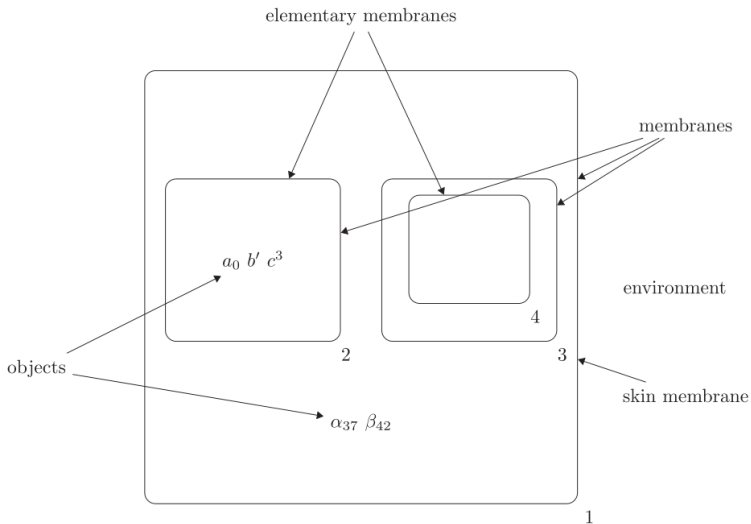 elementary membranes
membranes
a₀ b′ c³
environment
4
2
3
objects
skin membrane
α₃₇ β₄₂
1